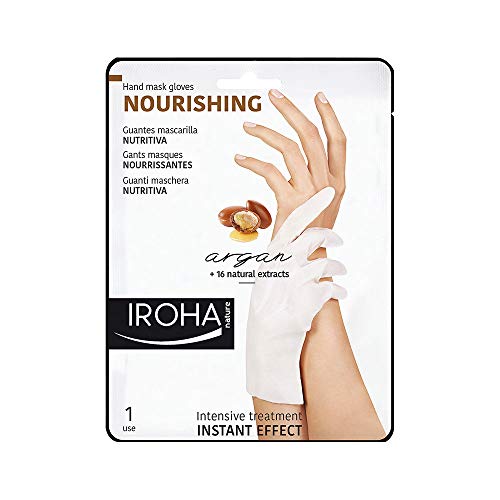 Hand mask gloves
NOURISHING
Guantes mascarilla
NUTRITIVA
Gants masques
NOURRISSANTES
Guanti maschera
NUTRITIVA
argan
+ 16 natural extracts
IROHA
nature
1
use
Intensive treatment
INSTANT EFFECT